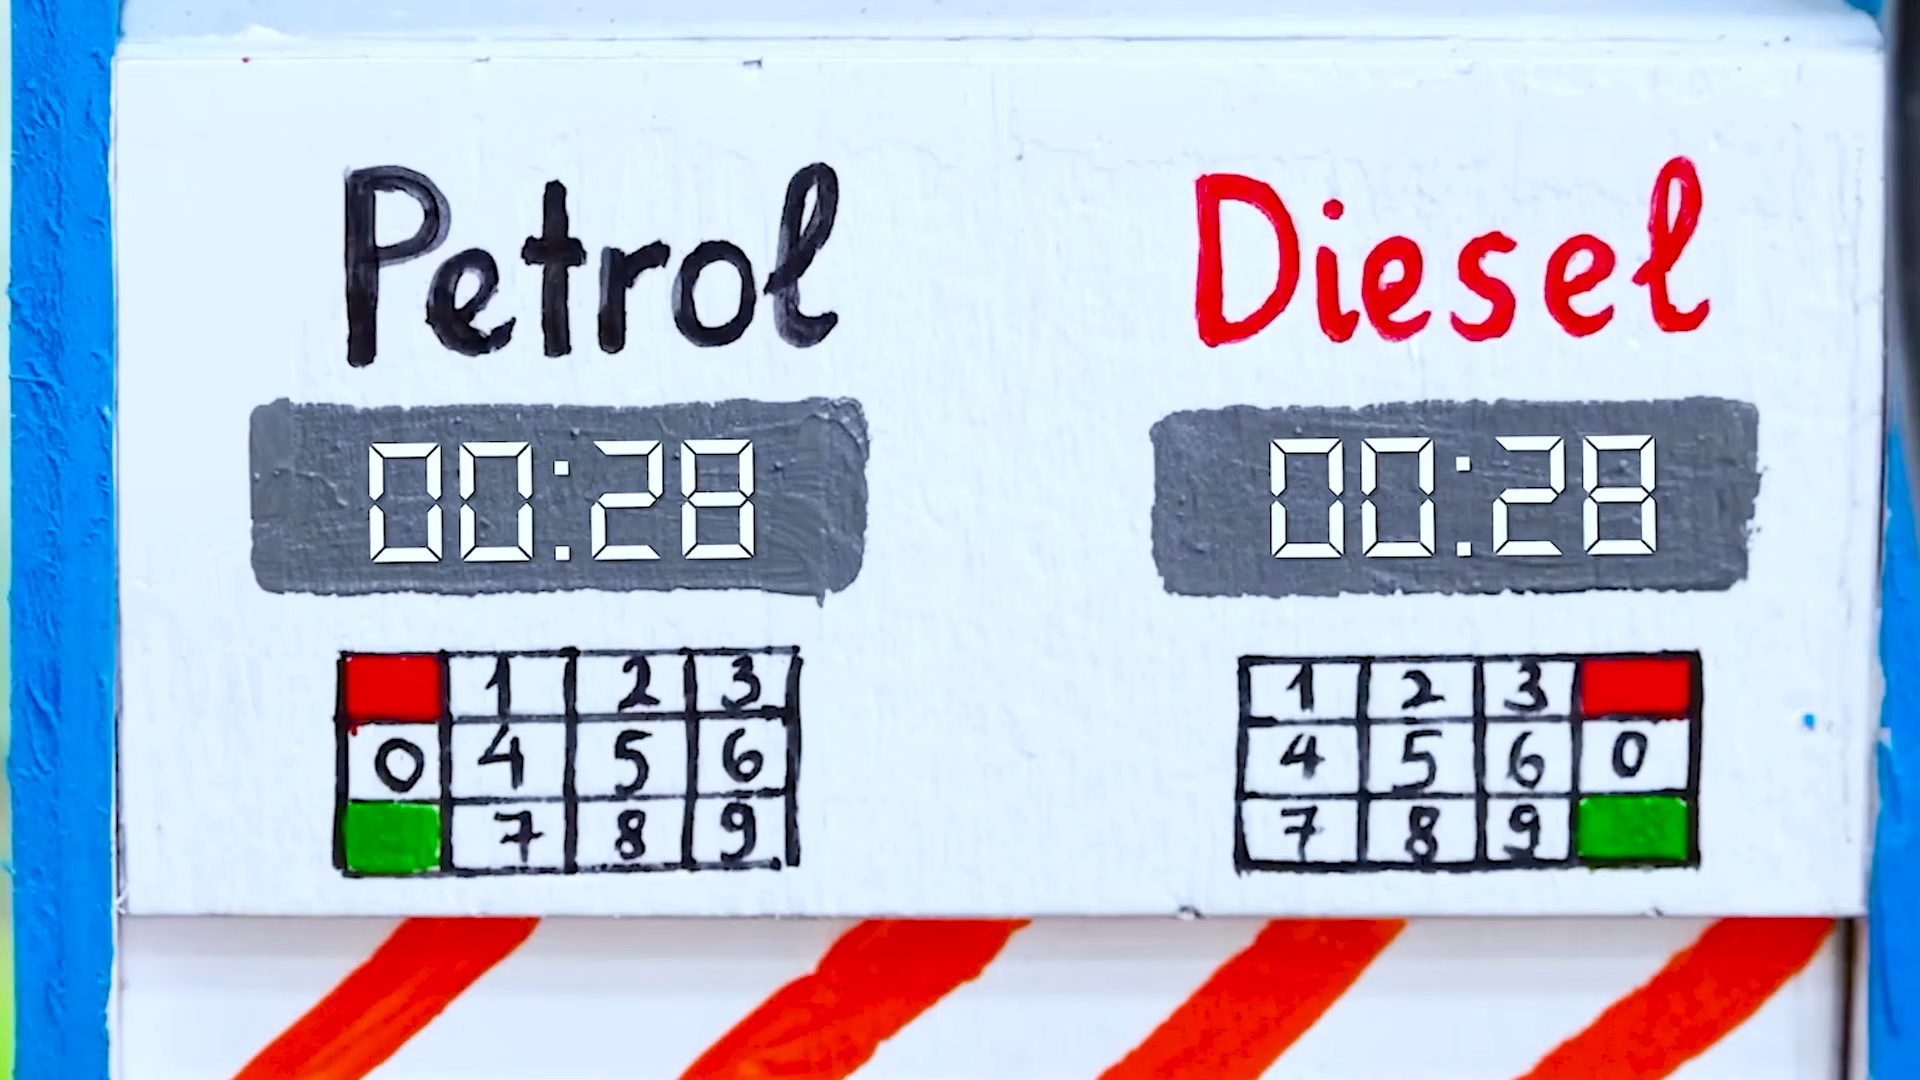 Petrol Diesel
00:28 00:28
1 2 3 1 2 3
0 4 5 6 4 5 6 0
7 8 9 7 8 9